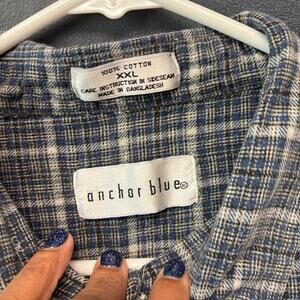 100% COTTON
XXL
CARE INSTRUCTION IN SIDESEAM
MADE IN BANGLADESH
anchor blue®